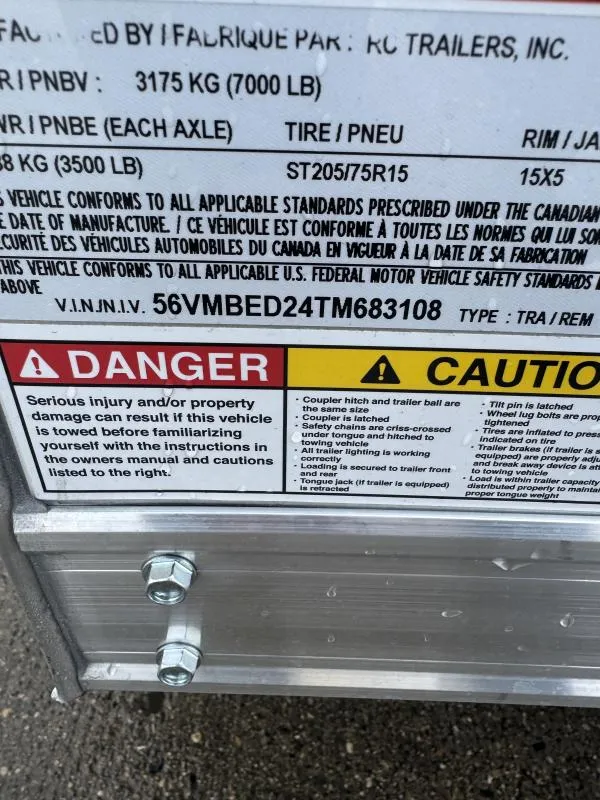 ED BY / FABRIQUE PAR : RC TRAILERS, INC.
R / PNBV : 3175 KG (7000 LB)
WR / PNBE (EACH AXLE) TIRE / PNEU RIM / JA
88 KG (3500 LB) ST205/75R15 15X5
S VEHICLE CONFORMS TO ALL APPLICABLE STANDARDS PRESCRIBED UNDER THE CANADIAN
E DATE OF MANUFACTURE. / CE VÉHICULE EST CONFORME À TOUTES LES NORMES QUI LUI SON
CURITÉ DES VÉHICULES AUTOMOBILES DU CANADA EN VIGUEUR À LA DATE DE SA FABRICATION
THIS VEHICLE CONFORMS TO ALL APPLICABLE U.S. FEDERAL MOTOR VEHICLE SAFETY STANDARDS
ABOVE
V.I.N./N.I.V. 56VMBED24TM683108 TYPE : TRA / REM
DANGER
Serious injury and/or property
damage can result if this vehicle
is towed before familiarizing
yourself with the instructions in
the owners manual and cautions
listed to the right.
CAUTIO
· Coupler hitch and trailer ball are
the same size
· Coupler is latched
· Safety chains are criss-crossed
under tongue and hitched to
towing vehicle
· All trailer lighting is working
correctly
· Loading is secured to trailer front
and rear
· Tongue jack (if trailer is equipped)
is retracted
· Tilt pin is latched
· Wheel lug bolts are prop
tightened
· Tires are inflated to press
indicated on tire
· Trailer brakes (if trailer is s
equipped) are properly adju
and break away device is att
to towing vehicle
· Load is within trailer capacity
distributed properly to maintai
proper tongue weight